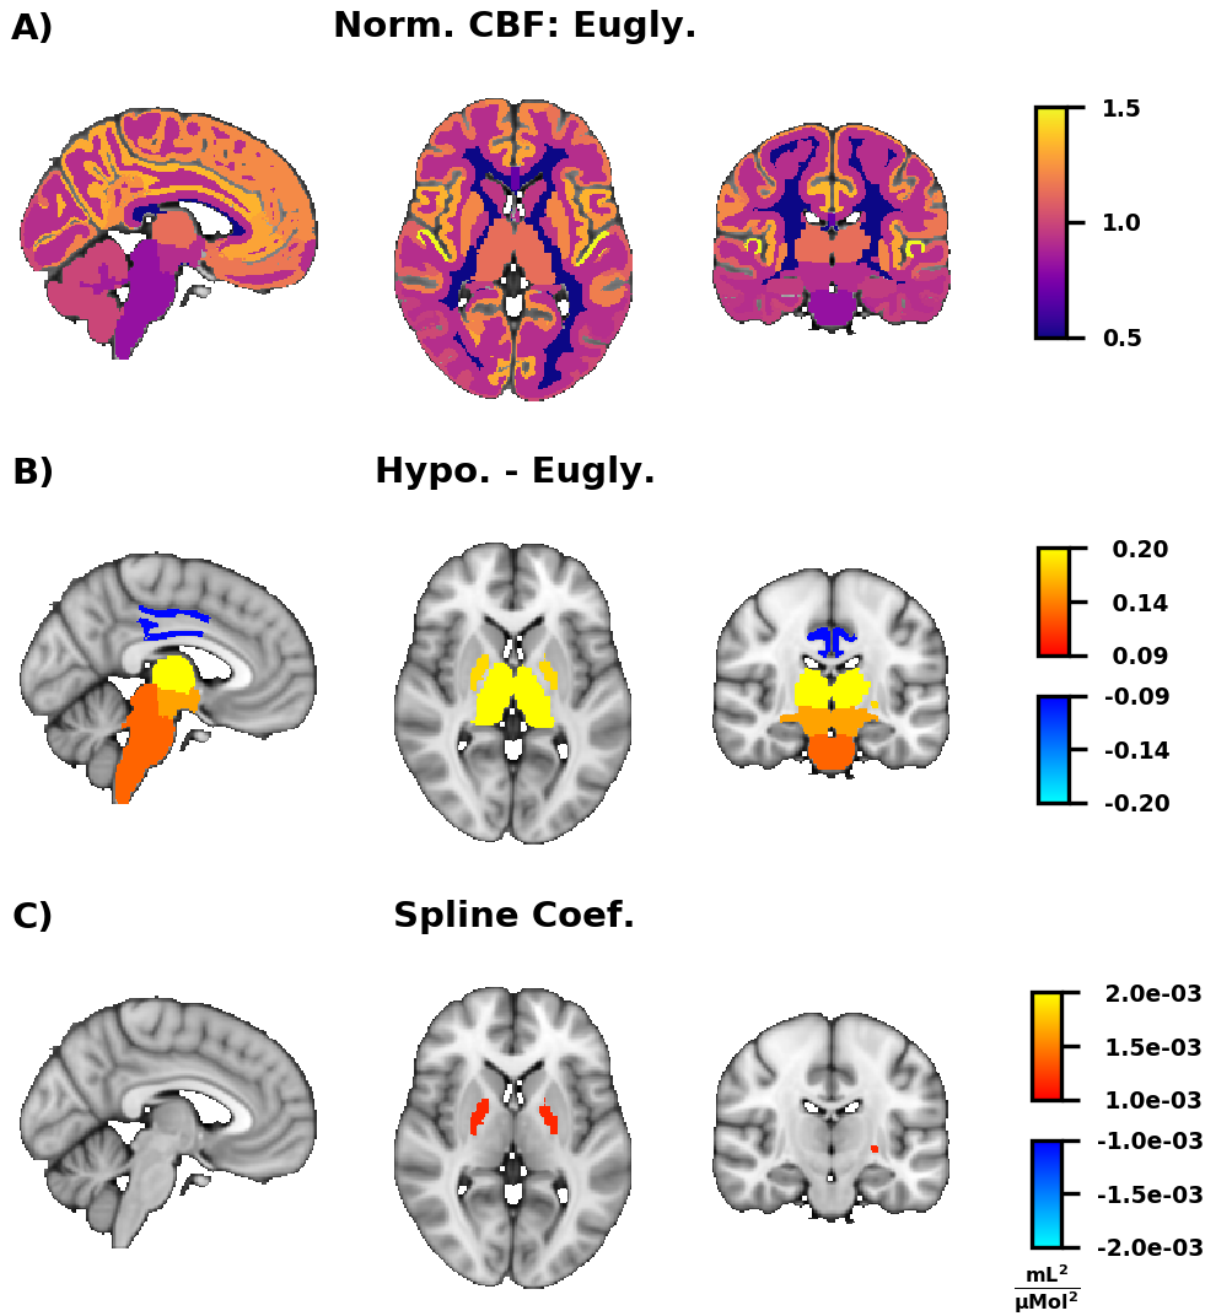 A) Norm. CBF: Eugly.
1.5
1.0
0.5
B) Hypo. - Eugly.
0.20
0.14
0.09
-0.09
-0.14
-0.20
C) Spline Coef.
2.0e-03
1.5e-03
1.0e-03
-1.0e-03
-1.5e-03
-2.0e-03
mL²
μMol²